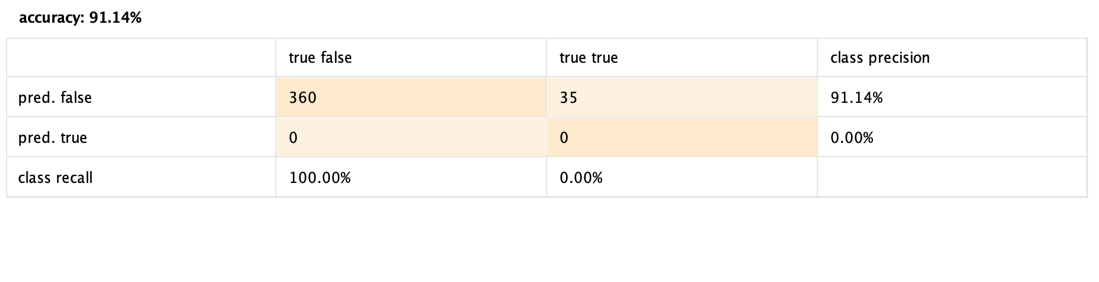 accuracy: 91.14%
true false true true class precision
pred. false 360 35 91.14%
pred. true 0 0 0.00%
class recall 100.00% 0.00%